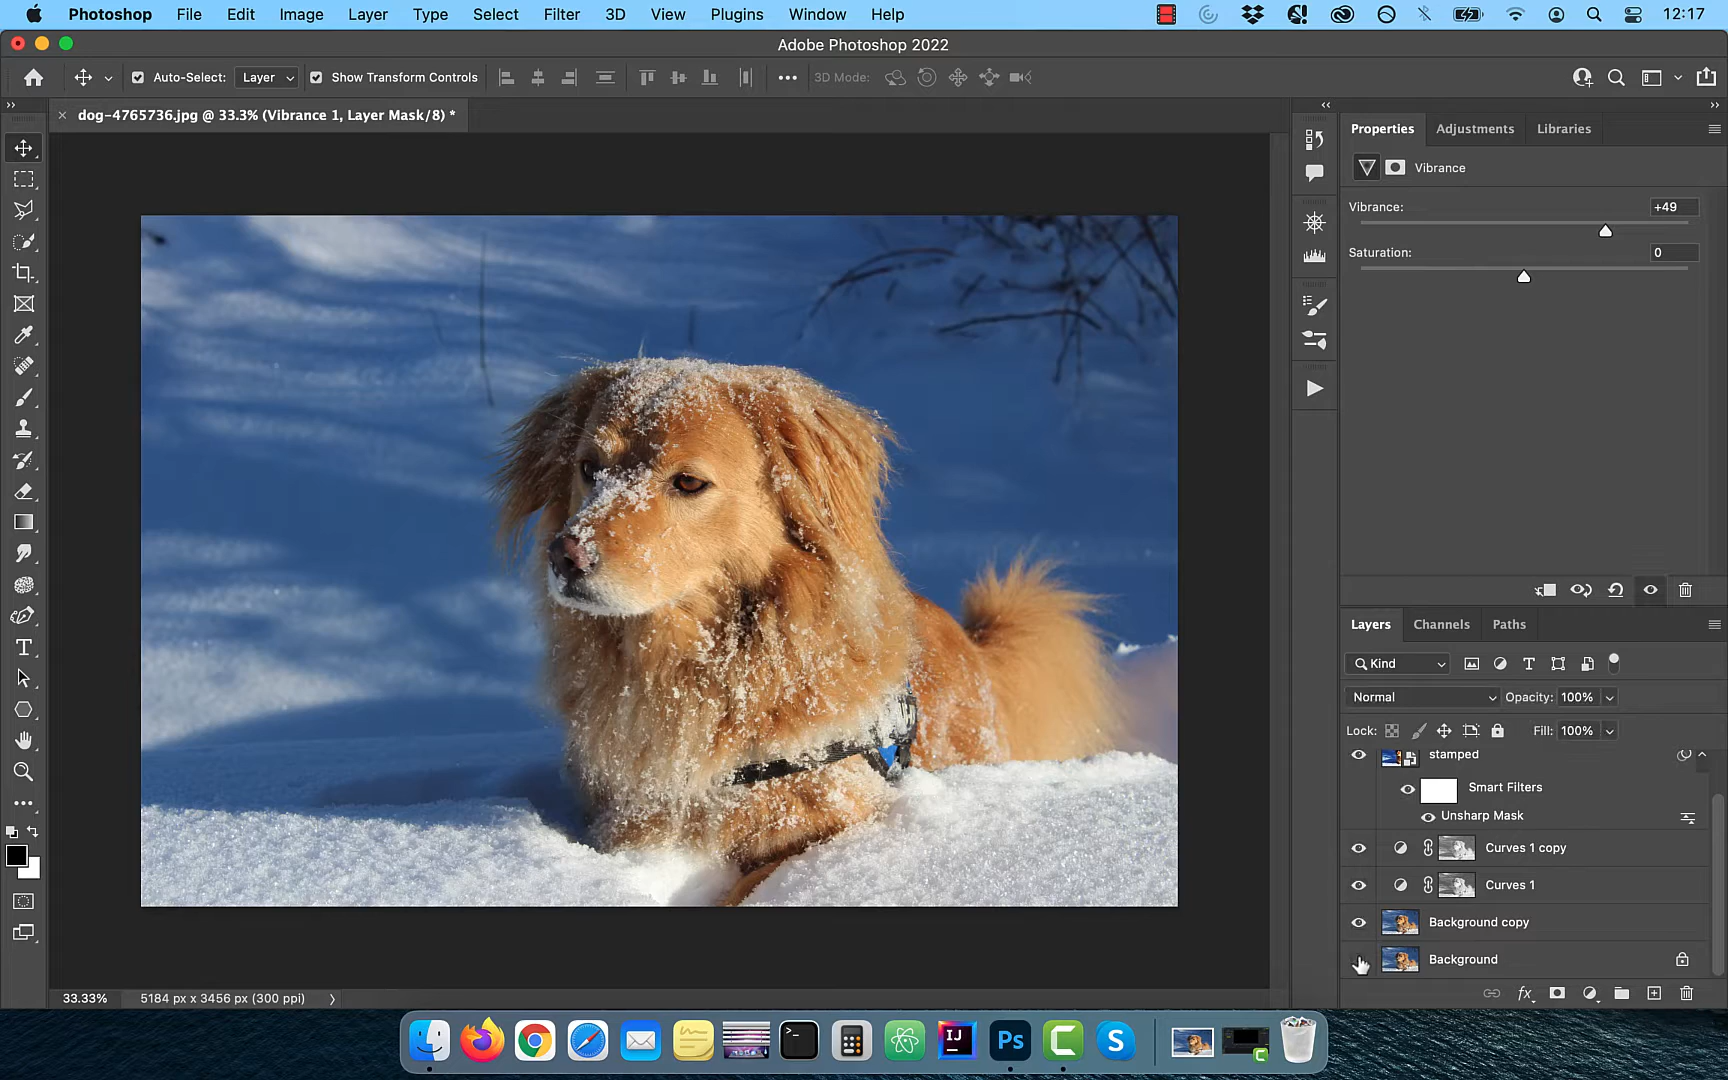 Photoshop File Edit Image Layer Type Select Filter 3D View Plugins Window Help 12:17
Adobe Photoshop 2022
Auto-Select: Layer Show Transform Controls 3D Mode:
dog-4765736.jpg @ 33.3% (Vibrance 1, Layer Mask/8) *
Properties Adjustments Libraries
Vibrance
Vibrance: +49
Saturation: 0
Layers Channels Paths
Kind
Normal Opacity: 100%
Lock: Fill: 100%
stamped
Smart Filters
Unsharp Mask
Curves 1 copy
Curves 1
Background copy
Background
fx
33.33% 5184 px x 3456 px (300 ppi)
IJ Ps C S